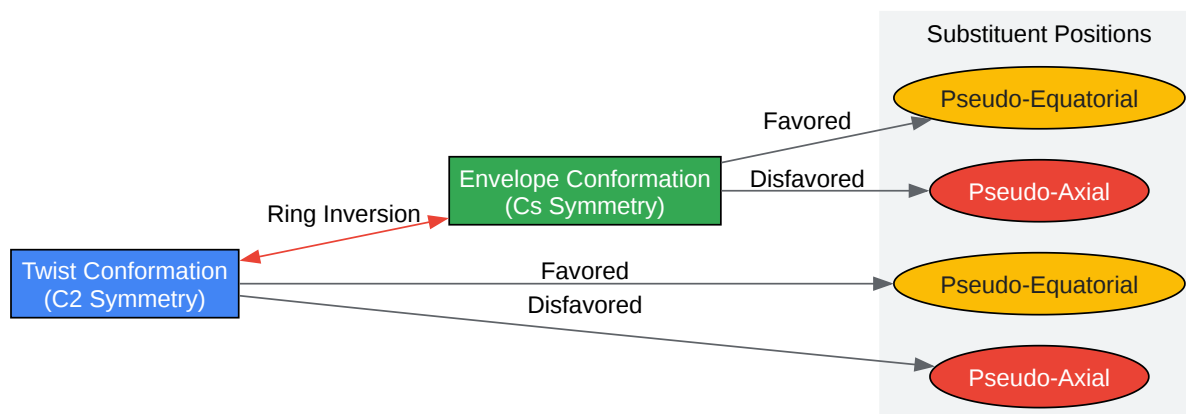 Substituent Positions
Pseudo-Equatorial
Favored
Envelope Conformation
(Cs Symmetry)
Disfavored
Pseudo-Axial
Ring Inversion
Twist Conformation
(C2 Symmetry)
Favored
Pseudo-Equatorial
Disfavored
Pseudo-Axial